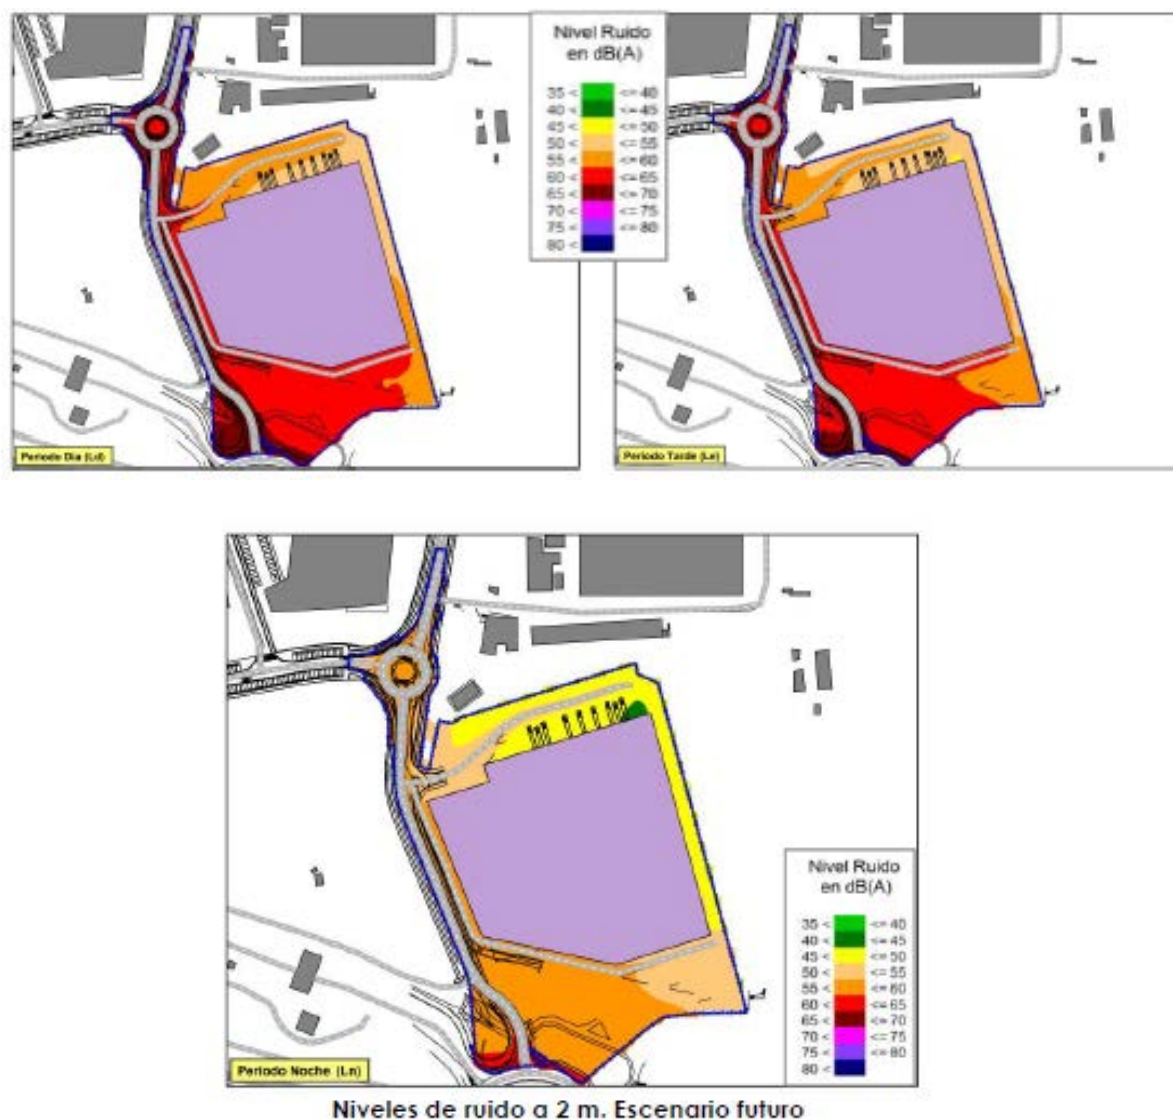 Nivel Ruido
en dB(A)
35 < <= 40
40 < <= 45
45 < <= 50
50 < <= 55
55 < <= 60
60 < <= 65
65 < <= 70
70 < <= 75
75 < <= 80
80 <
Periodo Dia (Ld)
Periodo Tarde (Le)
Nivel Ruido
en dB(A)
35 < <= 40
40 < <= 45
45 < <= 50
50 < <= 55
55 < <= 60
60 < <= 65
65 < <= 70
70 < <= 75
75 < <= 80
80 <
Periodo Noche (Ln)
Niveles de ruido a 2 m. Escenario futuro